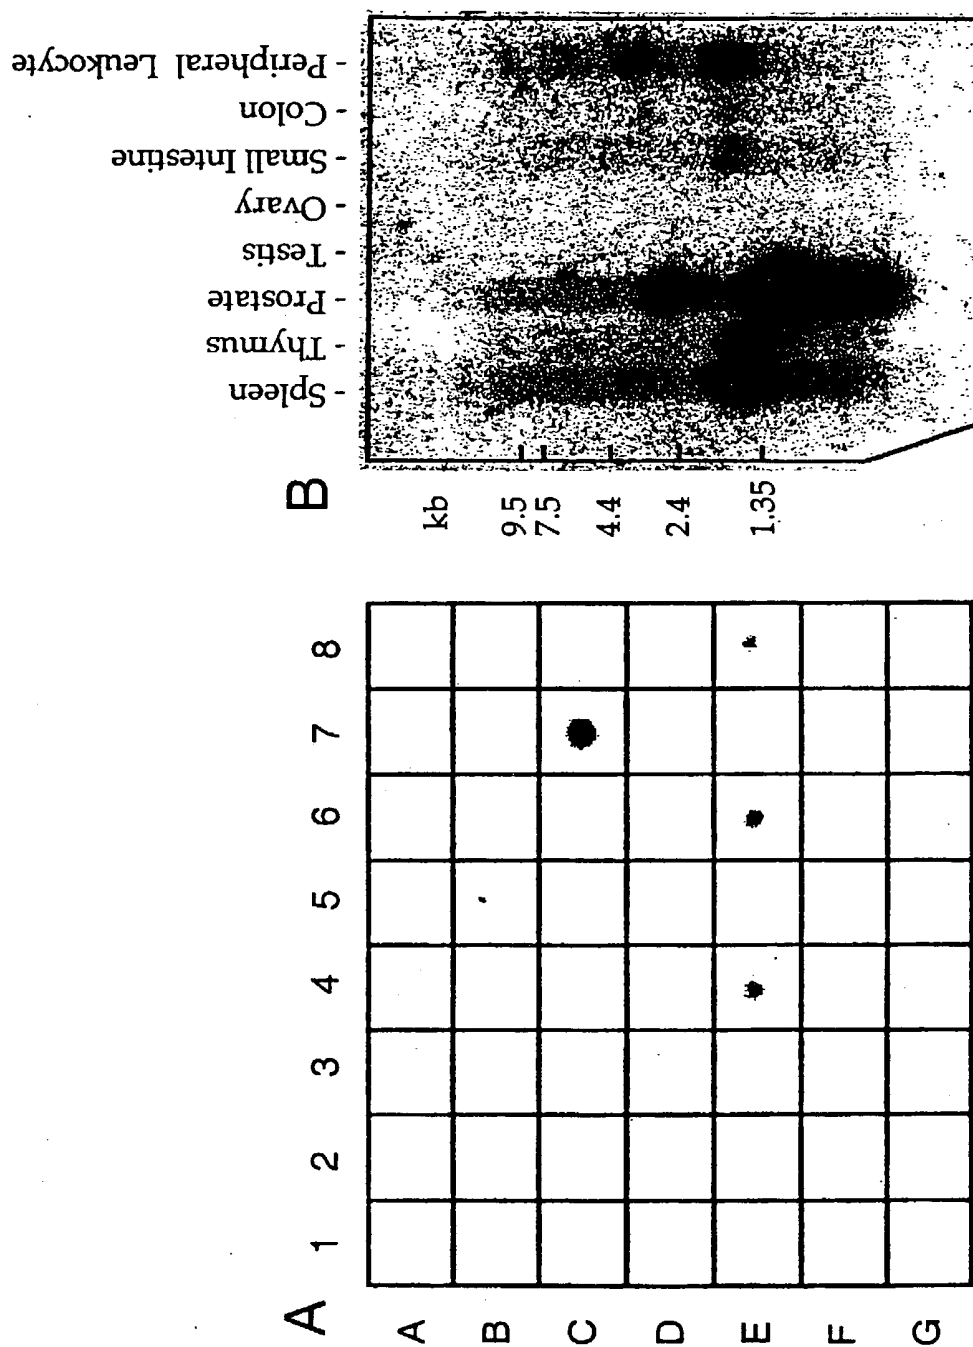 A
1 2 3 4 5 6 7 8
A
B
C
D
E
F
G
B
Spleen -
Thymus -
Prostate -
Testis -
Ovary -
Small Intestine -
Colon -
Peripheral Leukocyte -
kb
9.5
7.5
4.4
2.4
1.35